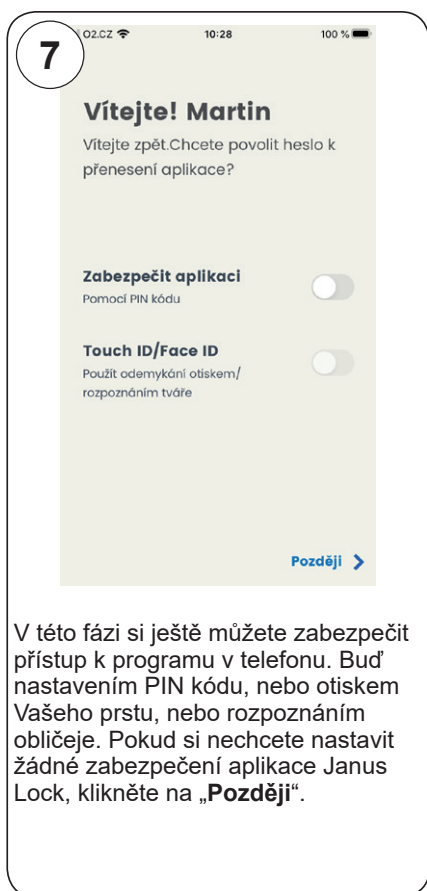 7
O2.CZ 10:28 100 %
Vítejte! Martin
Vítejte zpět.Chcete povolit heslo k
přenesení aplikace?
Zabezpečit aplikaci
Pomocí PIN kódu
Touch ID/Face ID
Použít odemykání otiskem/
rozpoznáním tváře
Později
V této fázi si ještě můžete zabezpečit
přístup k programu v telefonu. Buď
nastavením PIN kódu, nebo otiskem
Vašeho prstu, nebo rozpoznáním
obličeje. Pokud si nechcete nastavit
žádné zabezpečení aplikace Janus
Lock, klikněte na „Později“.